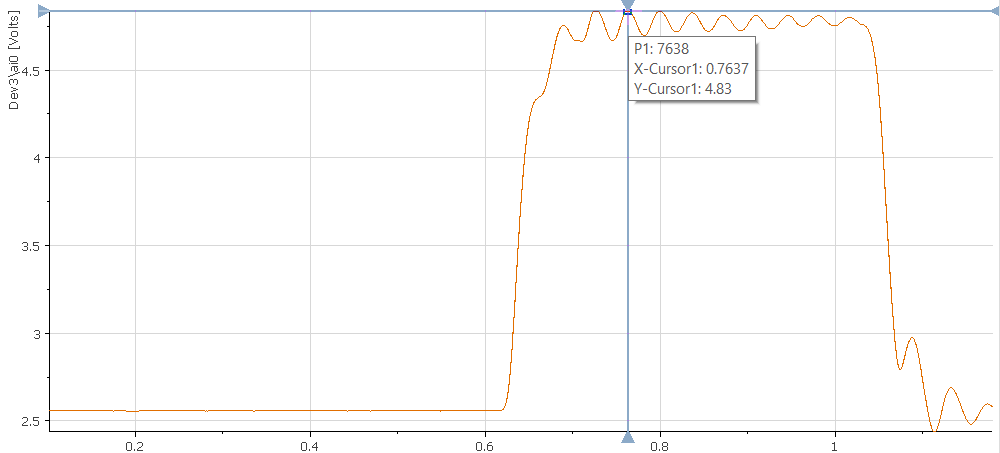 Dev3\ai0 [Volts]
P1: 7638
X-Cursor1: 0.7637
Y-Cursor1: 4.83
4.5
4
3.5
3
2.5
0.2 0.4 0.6 0.8 1